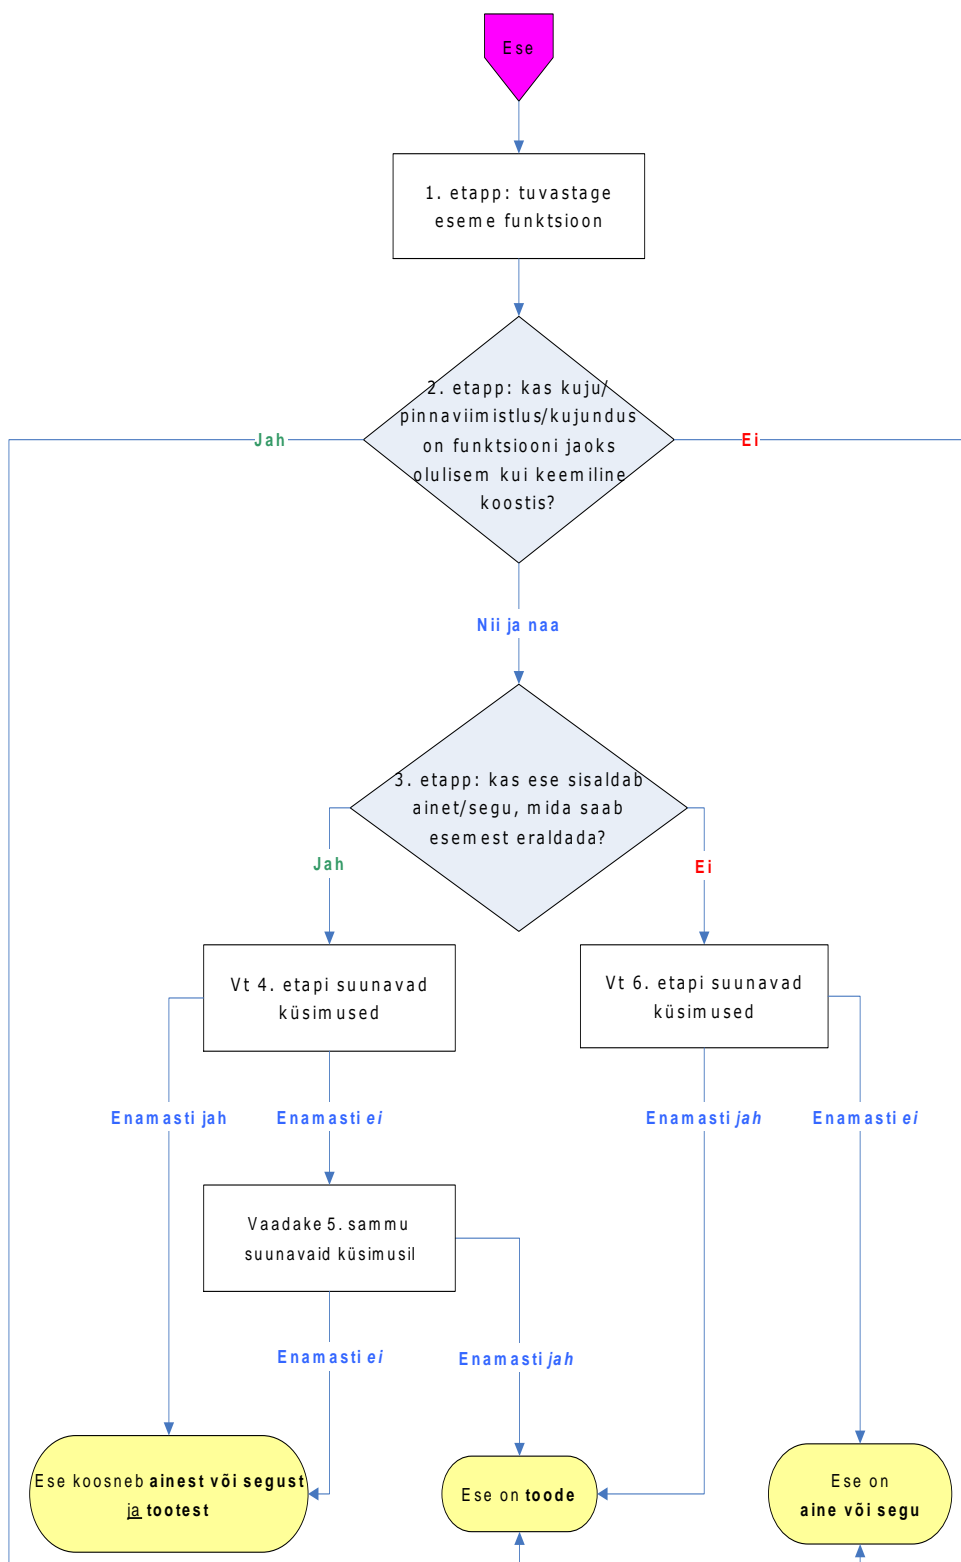 Ese
1. etapp: tuvastage
eseme funktsioon
2. etapp: kas kuju/
pinnaviimistlus/kujundus
on funktsiooni jaoks
olulisem kui keemiline
koostis?
Jah
Ei
Nii ja naa
3. etapp: kas ese sisaldab
ainet/segu, mida saab
esemest eraldada?
Jah
Ei
Vt 4. etapi suunavad
küsimused
Vt 6. etapi suunavad
küsimused
Enamasti jah
Enamasti ei
Enamasti jah
Enamasti ei
Vaadake 5. sammu
suunavaid küsimusil
Enamasti ei
Enamasti jah
Ese koosneb ainest või segust
ja tootest
Ese on toode
Ese on
aine või segu